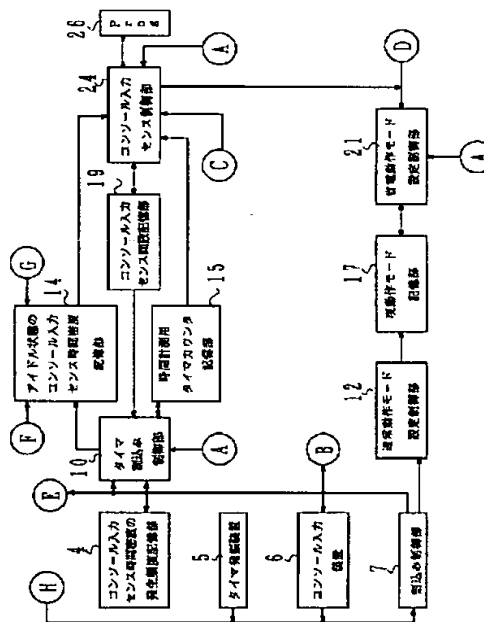 26
Prog
A
24
コンソール入力
センス制御部
D
C
19
コンソール入力
センス回数記憶部
21
省電動作モード
設定制御部
A
G
14
アイドル状態の
コンソール入力
センス時間密度
記憶部
15
時間計測用
タイマカウンタ
記憶部
17
現動作モード
記憶部
F
10
タイマ
割込み
制御部
A
12
通常動作モード
設定制御部
E
B
4
コンソール入力
センス時間密度の
発生頻度記憶部
5
タイマ発振装置
6
コンソール入力
装置
7
割込み制御部
H